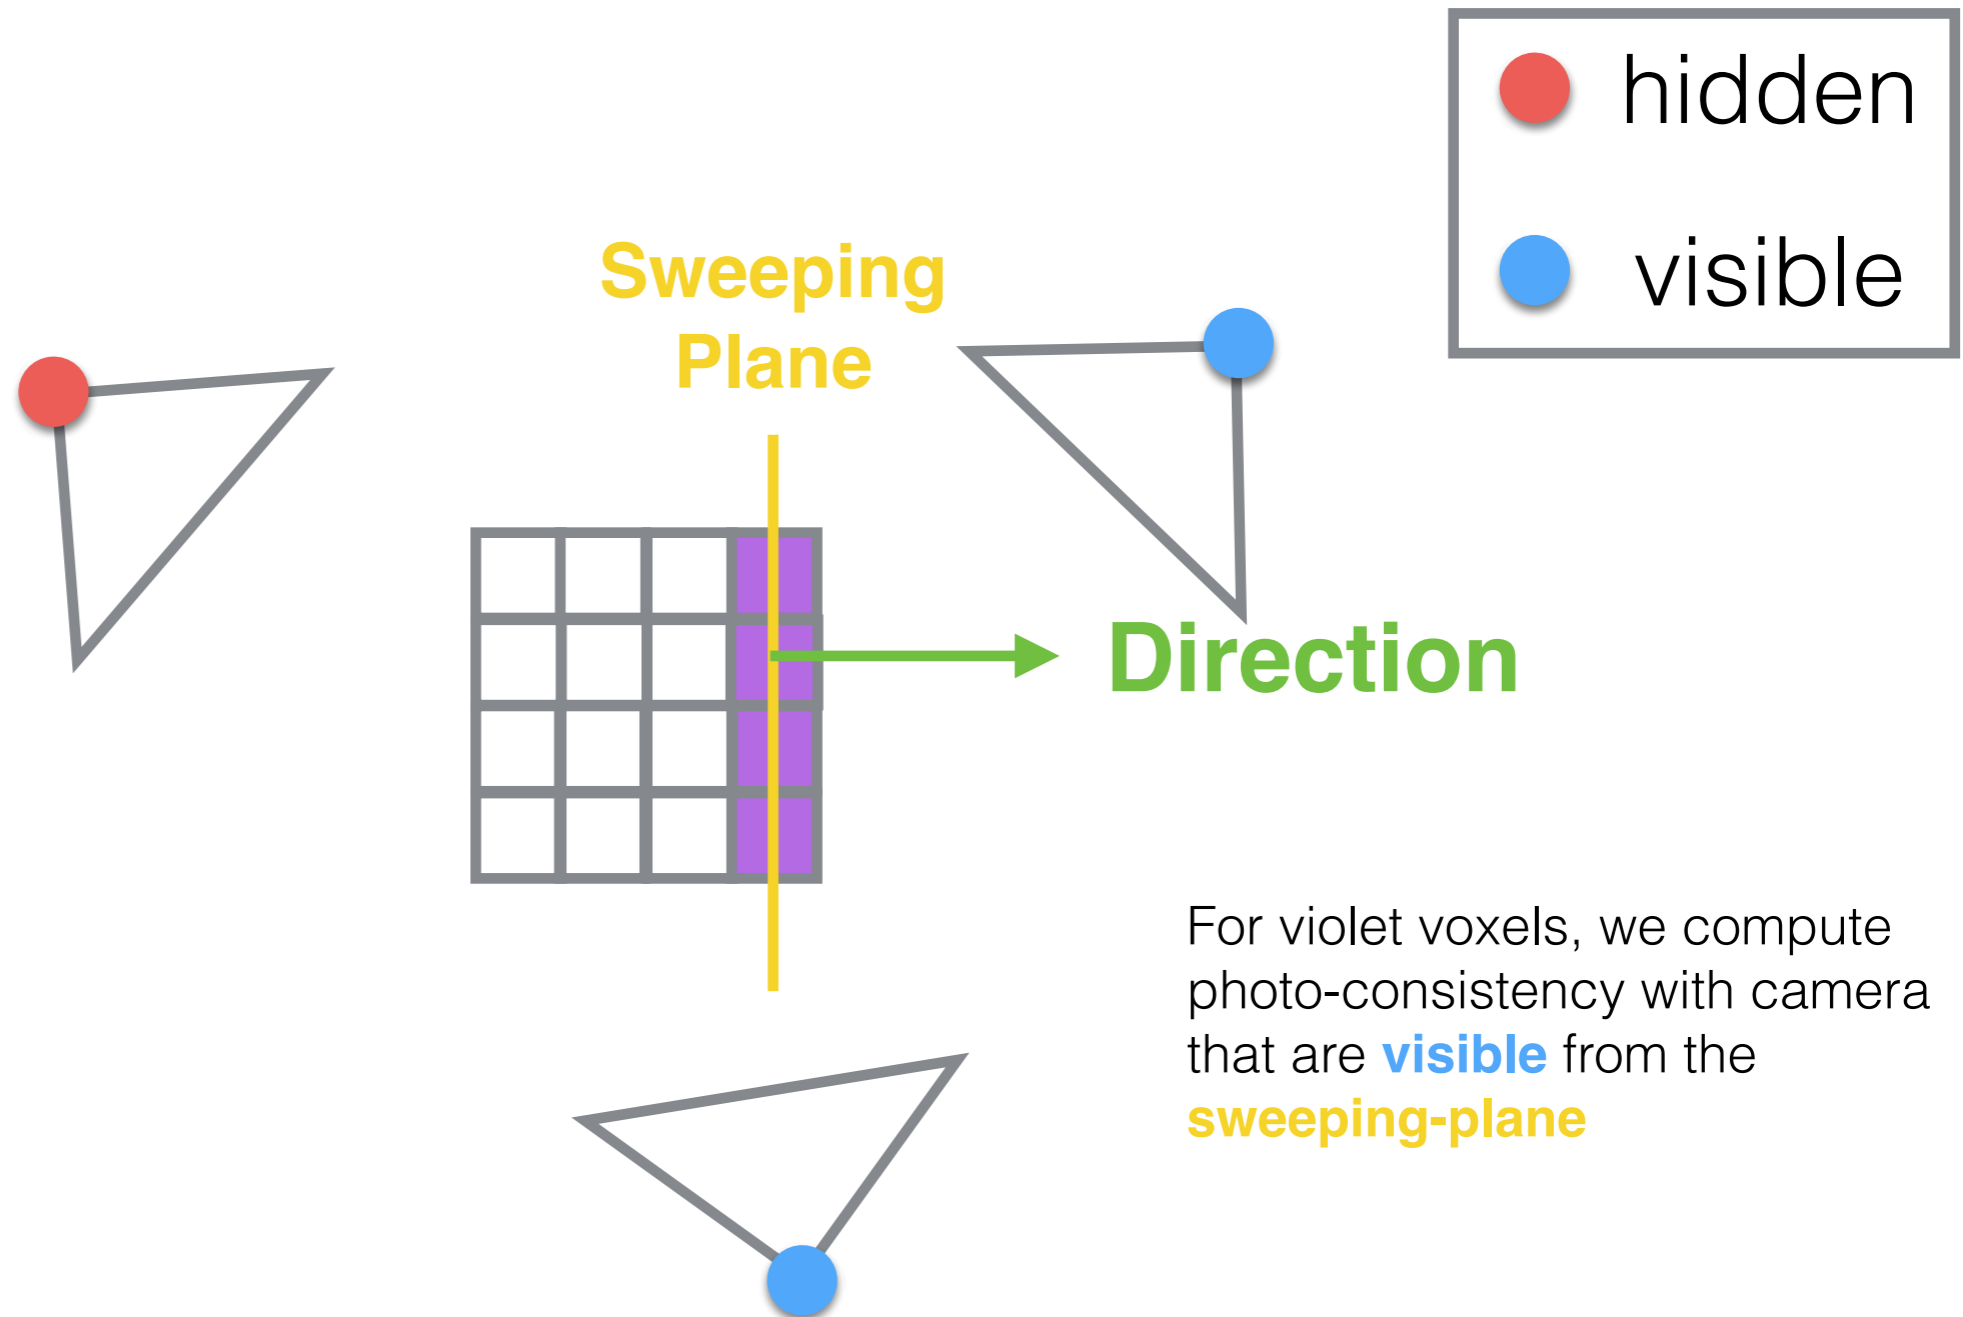 hidden
visible
Sweeping
Plane
Direction
For violet voxels, we compute
photo-consistency with camera
that are visible from the
sweeping-plane